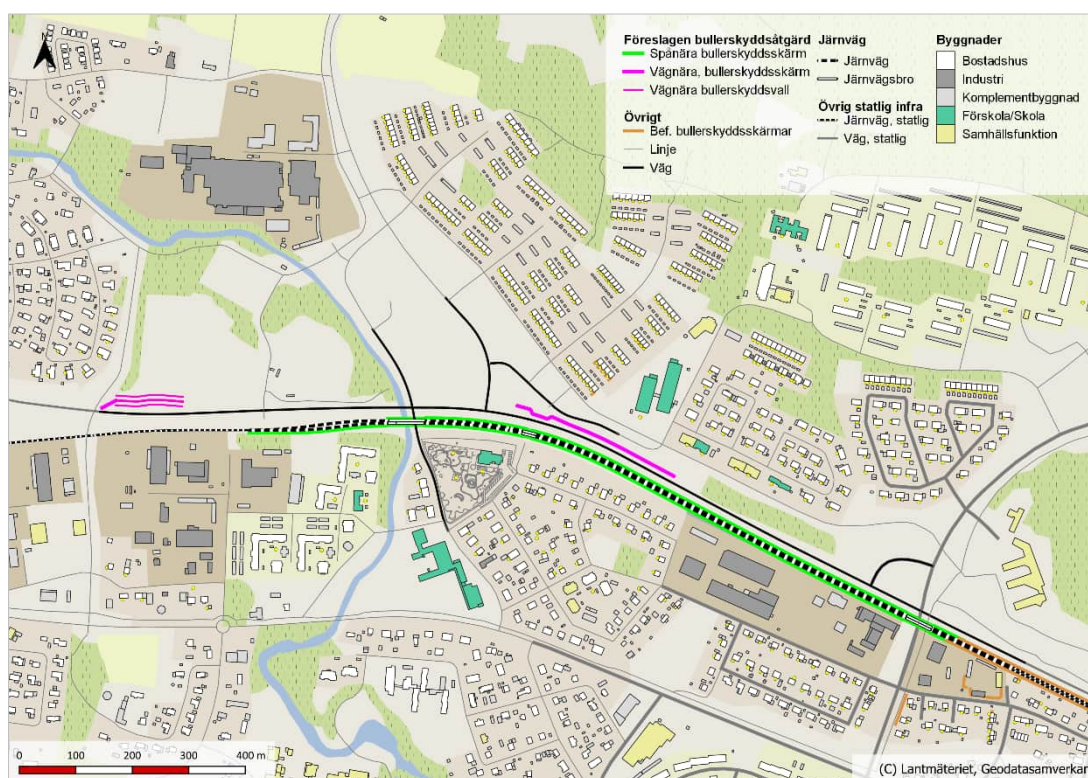 Föreslagen bullerskyddsåtgärd
Spårnära bullerskyddsskärm
Vägnära, bullerskyddsskärm
Vägnära bullerskyddsvall
Övrigt
Bef. bullerskyddsskärmar
Linje
Väg
Järnväg
Järnväg
Järnvägsbro
Övrig statlig infra
Järnväg, statlig
Väg, statlig
Byggnader
Bostadshus
Industri
Komplementbyggnad
Förskola/Skola
Samhällsfunktion
0 100 200 300 400 m
(C) Lantmäteriet, Geodatasamverka